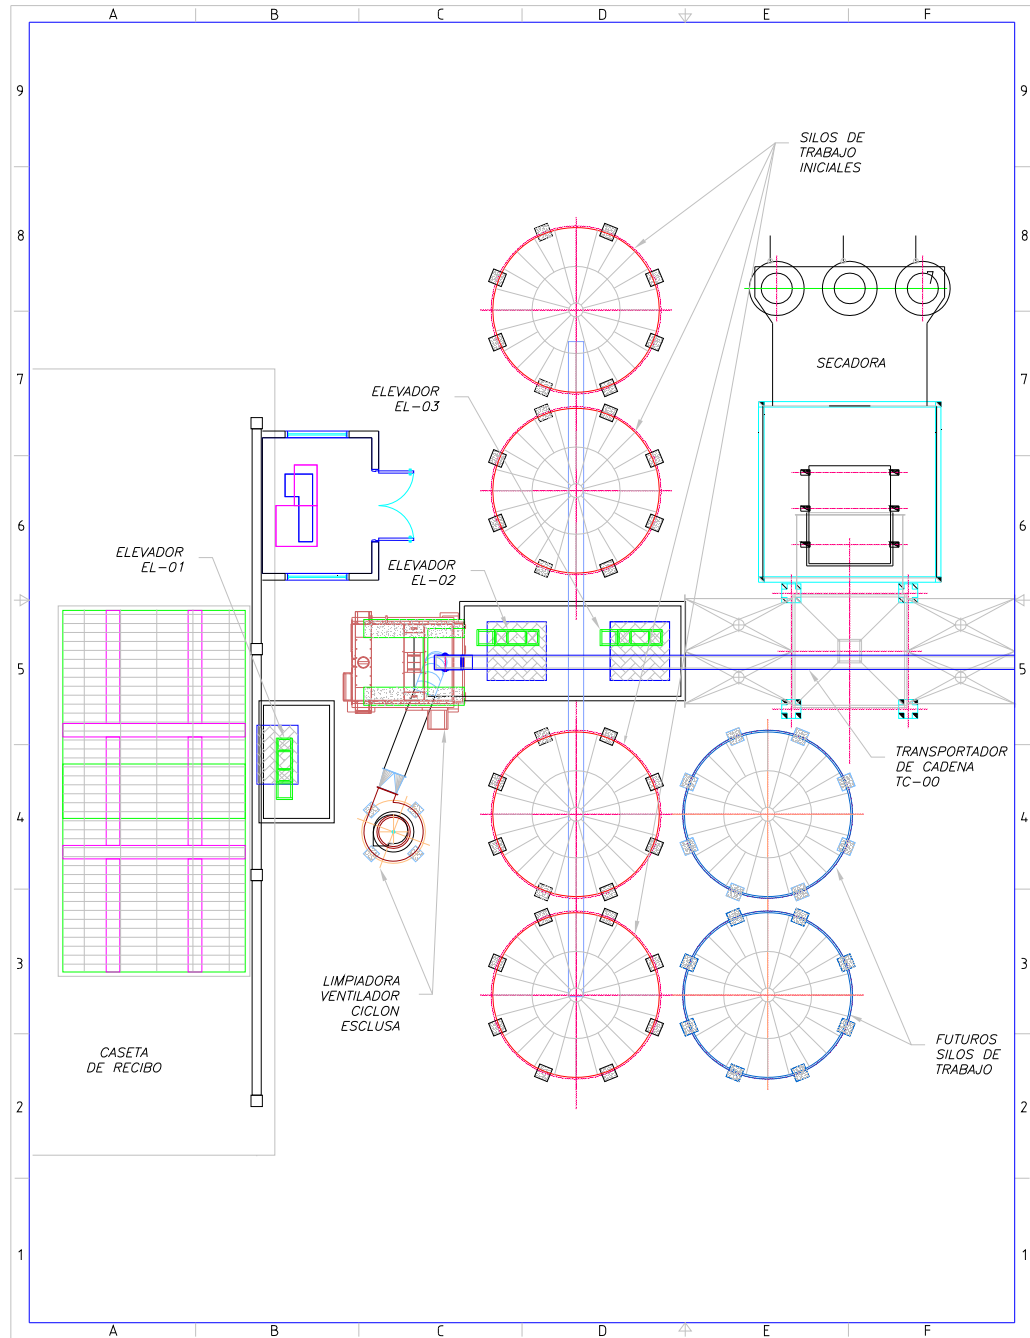 A B C D E F
9 9
SILOS DE
TRABAJO
INICIALES
8 8
SECADORA
7 7
ELEVADOR
EL-03
6 6
ELEVADOR
EL-01
ELEVADOR
EL-02
5 5
TRANSPORTADOR
DE CADENA
TC-00
4 4
3 3
LIMPIADORA
VENTILADOR
CICLON
ESCLUSA
CASETA
DE RECIBO
FUTUROS
SILOS DE
TRABAJO
2 2
1 1
A B C D E F